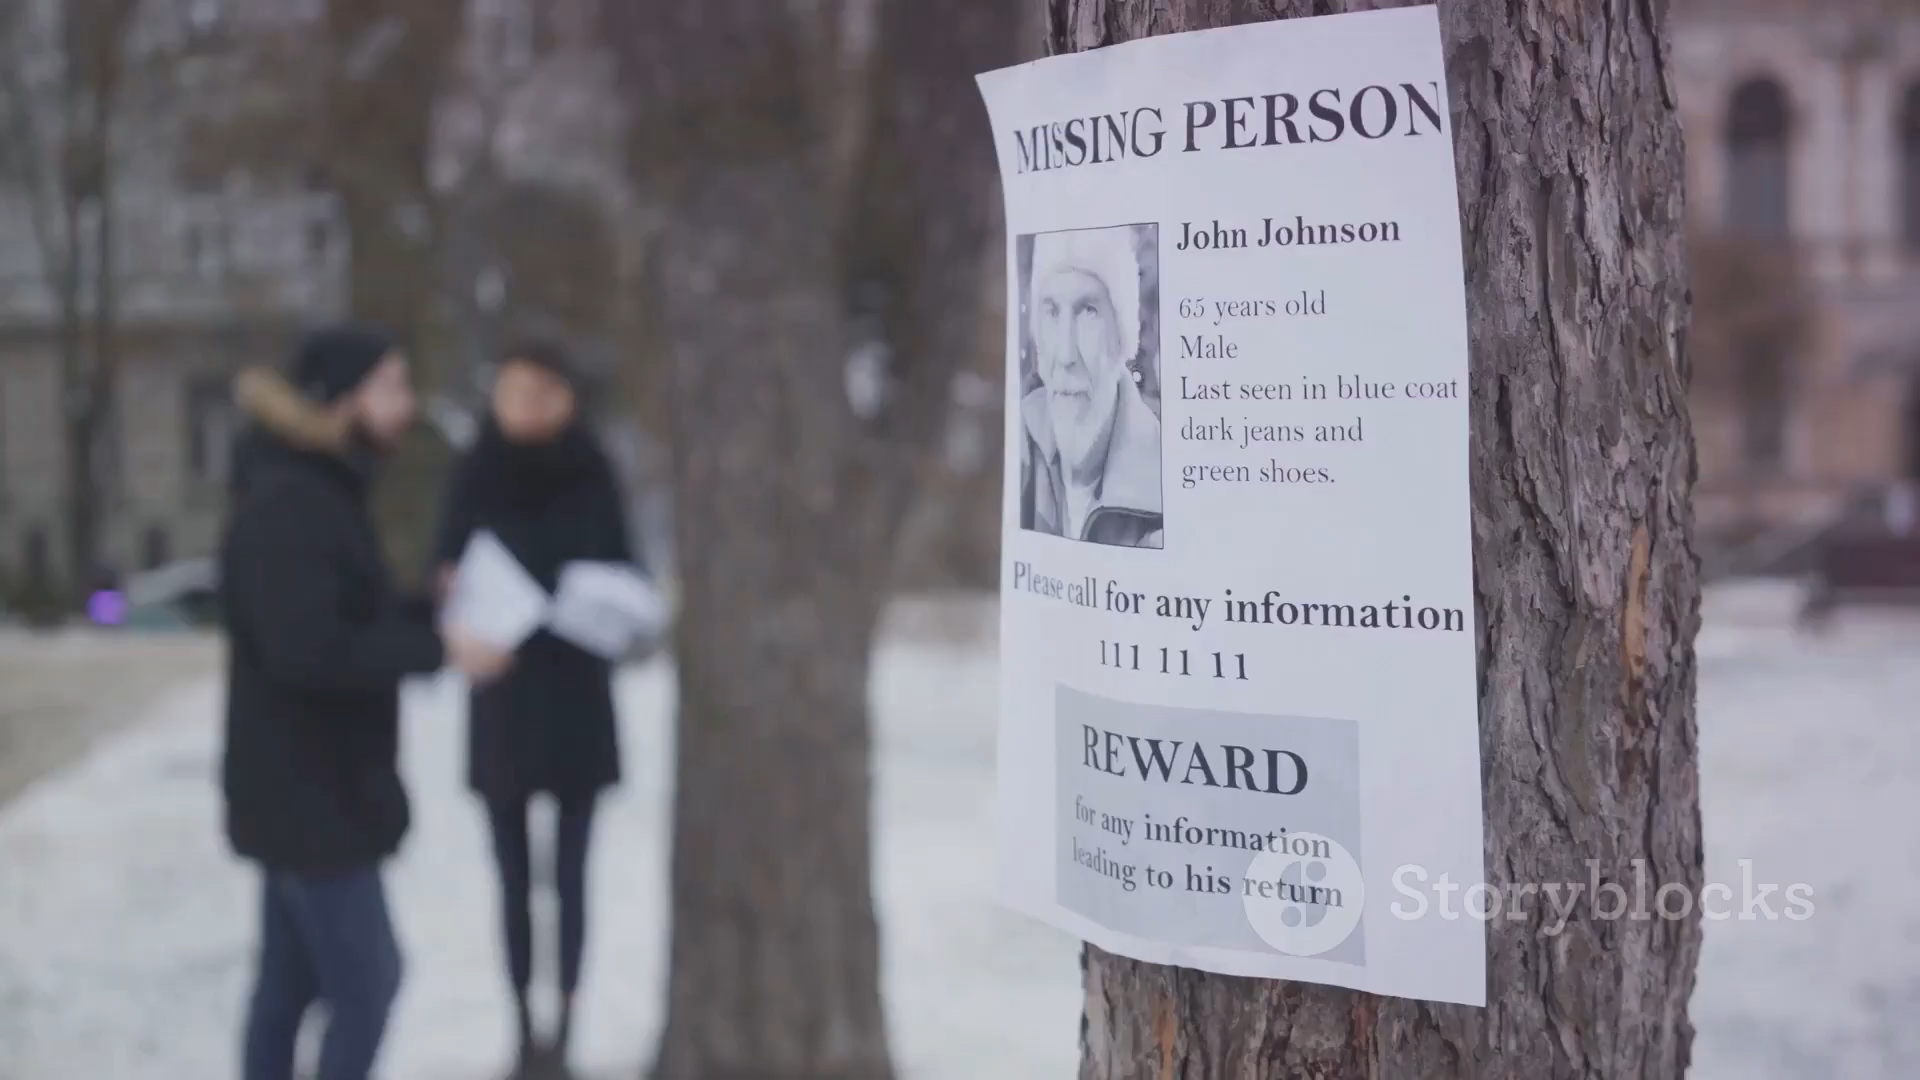 MISSING PERSON
John Johnson
65 years old
Male
Last seen in blue coat
dark jeans and
green shoes.
Please call for any information
111 11 11
REWARD
for any information
leading to his return
Storyblocks